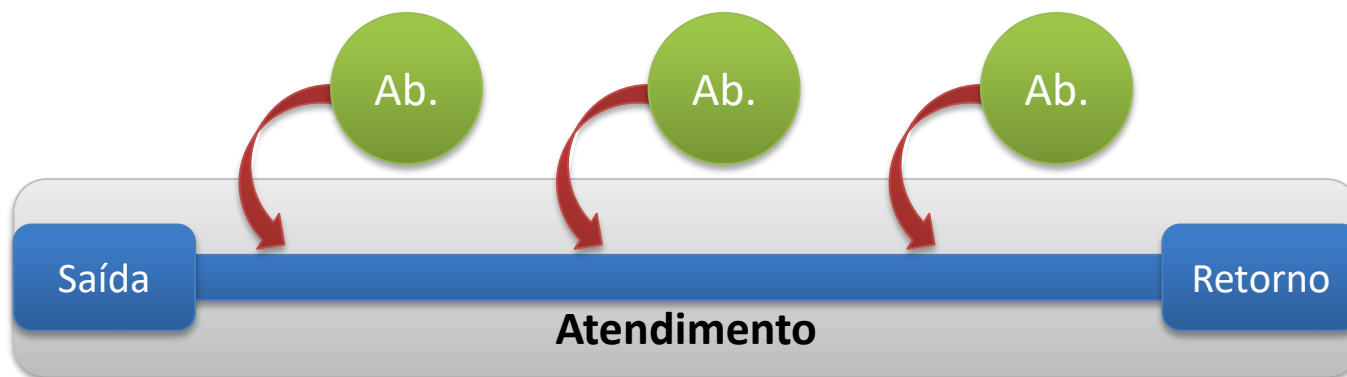 Ab.
Ab.
Ab.
Saída
Retorno
Atendimento